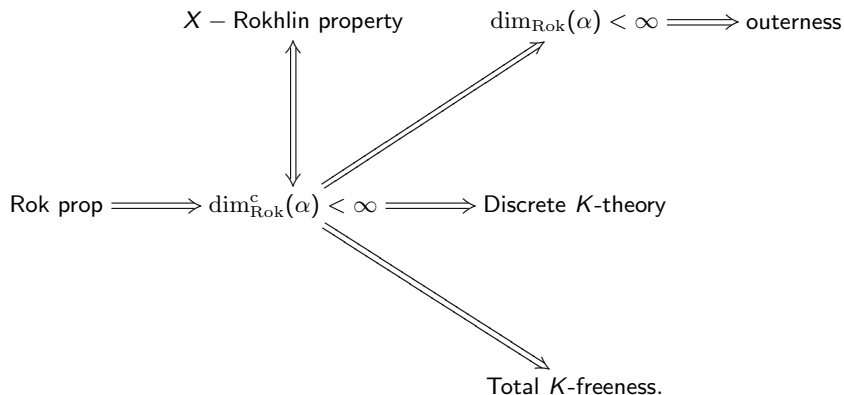 X − Rokhlin property
dim_Rok(α) < ∞ ⟹ outerness
Rok prop ⟹ dim^c_Rok(α) < ∞ ⟹ Discrete K-theory
Total K-freeness.